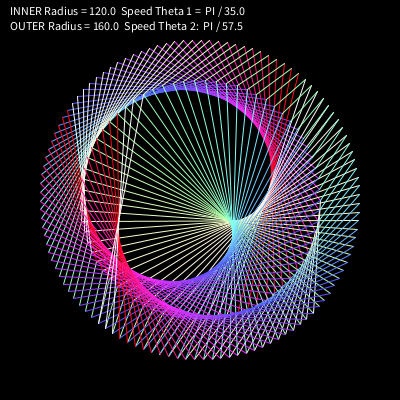 INNER Radius = 120.0  Speed Theta 1 =  PI / 35.0
OUTER Radius = 160.0  Speed Theta 2:  PI / 57.5